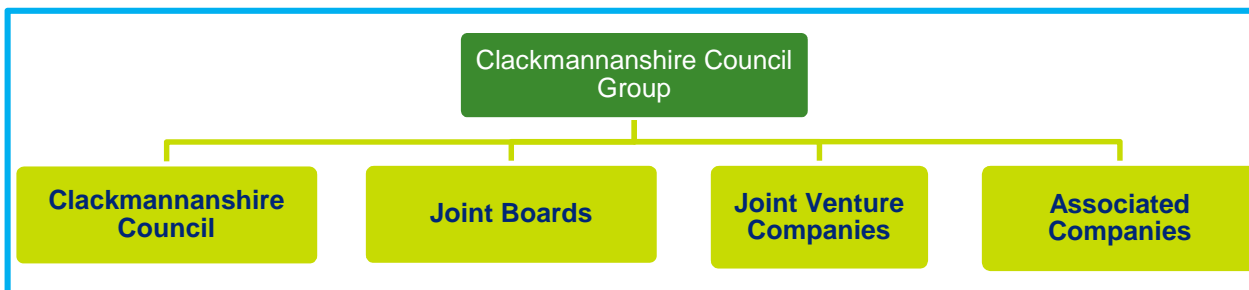 Clackmannanshire Council
Group
Clackmannanshire
Council
Joint Boards
Joint Venture
Companies
Associated
Companies